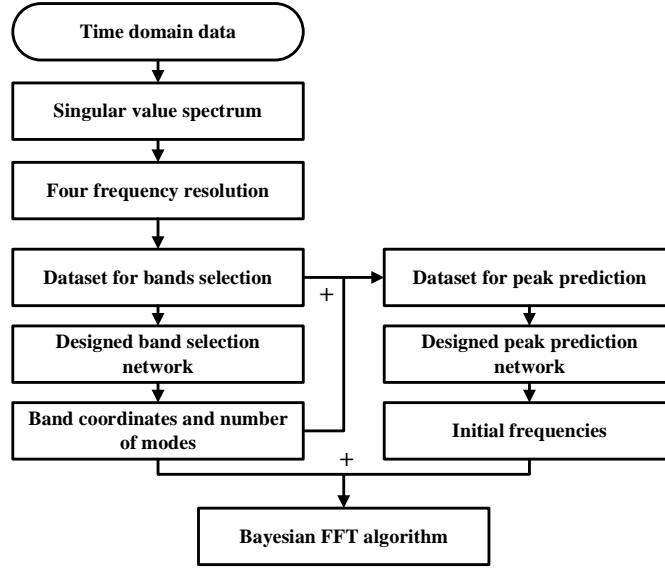 Time domain data
Singular value spectrum
Four frequency resolution
Dataset for bands selection
+
Dataset for peak prediction
Designed band selection
network
Designed peak prediction
network
Band coordinates and number
of modes
Initial frequencies
+
Bayesian FFT algorithm